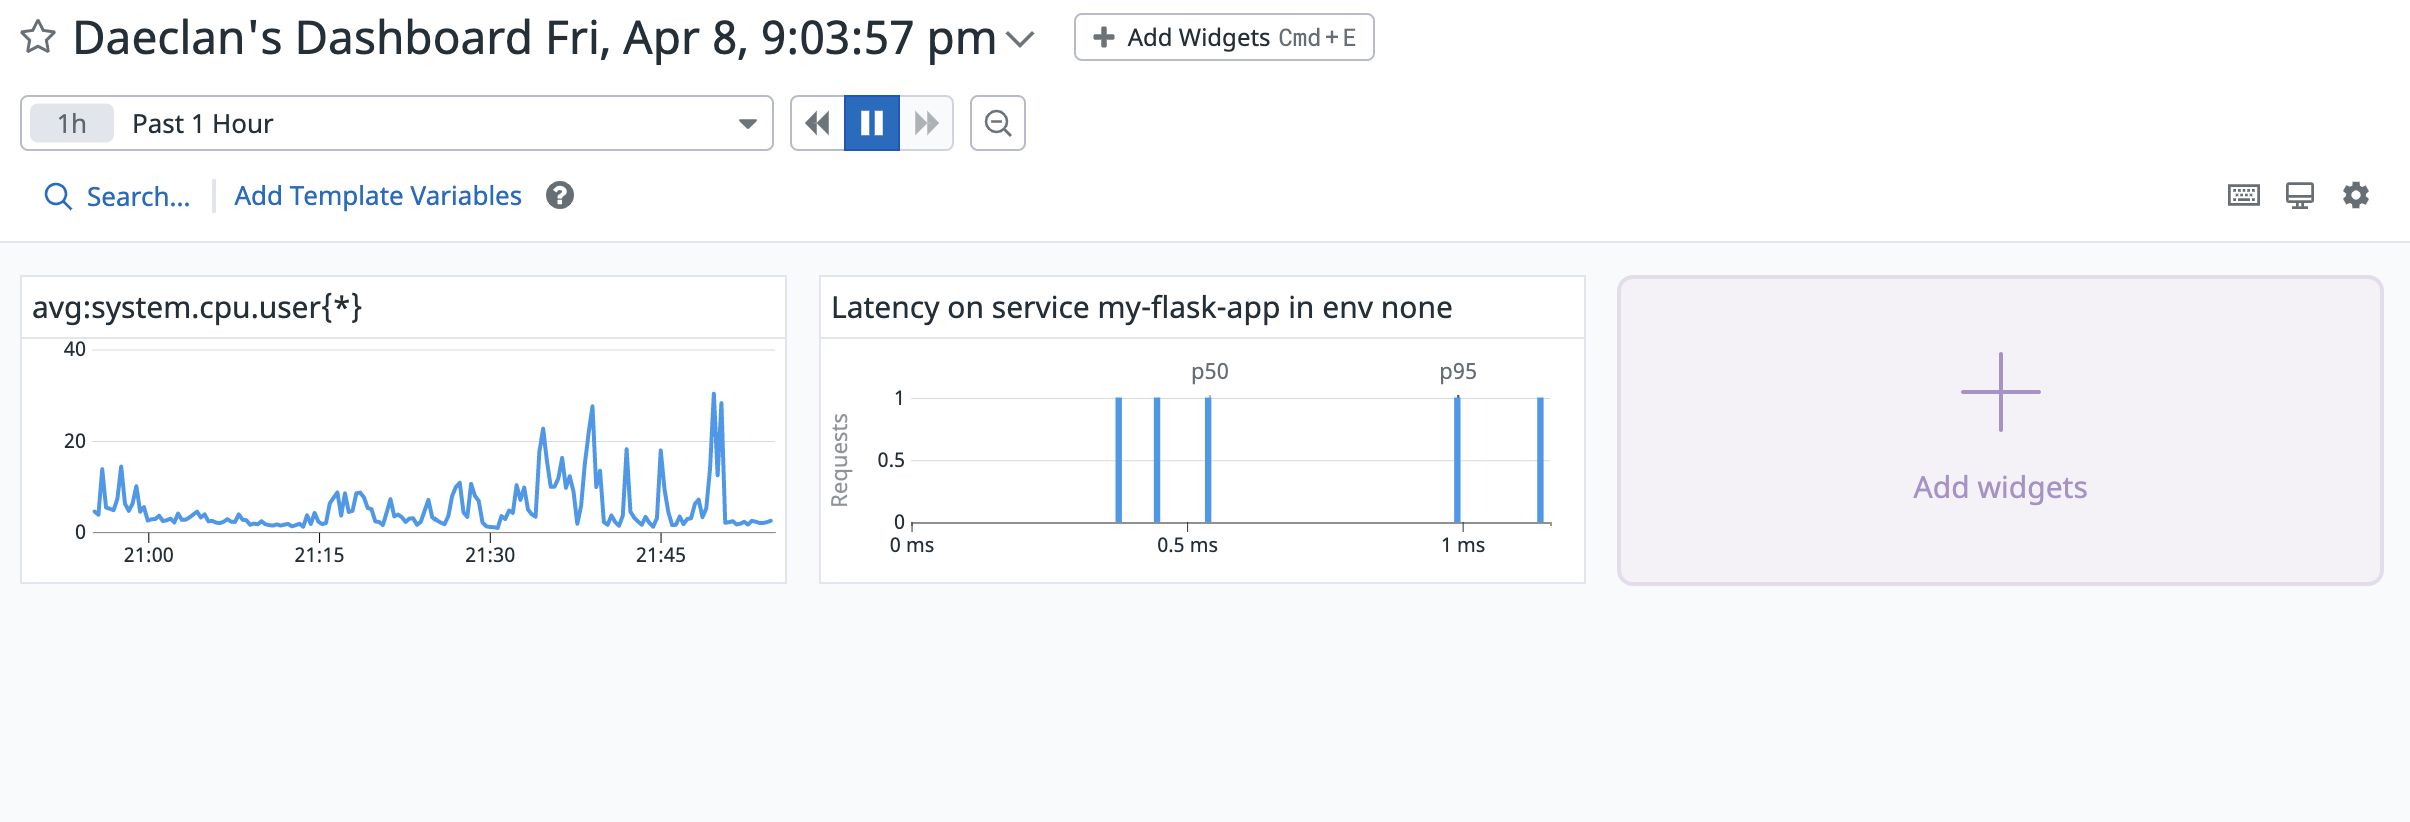 Daeclan's Dashboard Fri, Apr 8, 9:03:57 pm
Add Widgets Cmd+E
1h Past 1 Hour
Search...
Add Template Variables
?
avg:system.cpu.user{*}
40
20
0
21:00 21:15 21:30 21:45
Latency on service my-flask-app in env none
p50 p95
Requests
1
0.5
0
0 ms 0.5 ms 1 ms
Add widgets